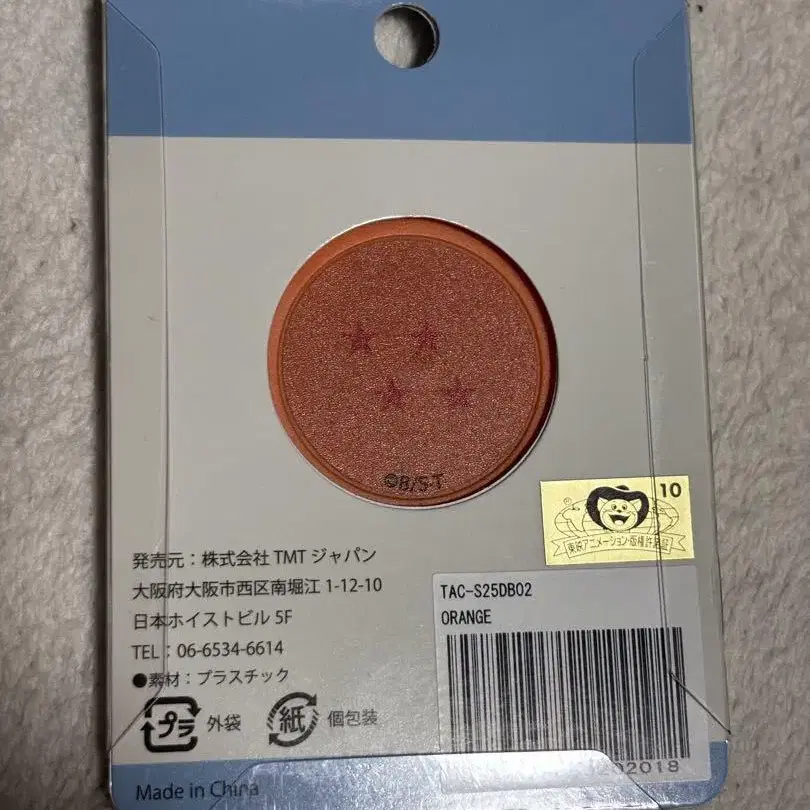 ©B/S・T
10
東映アニメーション・版権許諾証
発売元：株式会社 TMT ジャパン
大阪府大阪市西区南堀江 1-12-10
日本ホイストビル 5F
TEL：06-6534-6614
●素材：プラスチック
プラ 外袋 紙 個包装
Made in China
TAC-S25DB02
ORANGE
02018